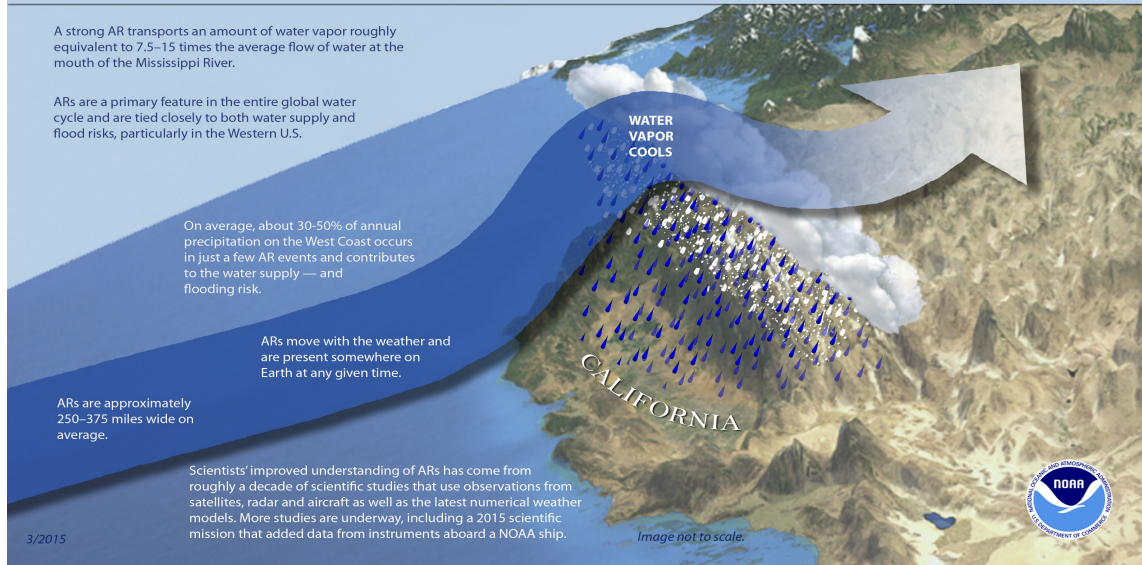 A strong AR transports an amount of water vapor roughly
equivalent to 7.5–15 times the average flow of water at the
mouth of the Mississippi River.
ARs are a primary feature in the entire global water
cycle and are tied closely to both water supply and
flood risks, particularly in the Western U.S.
WATER
VAPOR
COOLS
On average, about 30-50% of annual
precipitation on the West Coast occurs
in just a few AR events and contributes
to the water supply — and
flooding risk.
ARs move with the weather and
are present somewhere on
Earth at any given time.
CALIFORNIA
ARs are approximately
250–375 miles wide on
average.
Scientists' improved understanding of ARs has come from
roughly a decade of scientific studies that use observations from
satellites, radar and aircraft as well as the latest numerical weather
models. More studies are underway, including a 2015 scientific
mission that added data from instruments aboard a NOAA ship.
3/2015
Image not to scale.
NATIONAL OCEANIC AND ATMOSPHERIC ADMINISTRATION
NOAA
U.S. DEPARTMENT OF COMMERCE